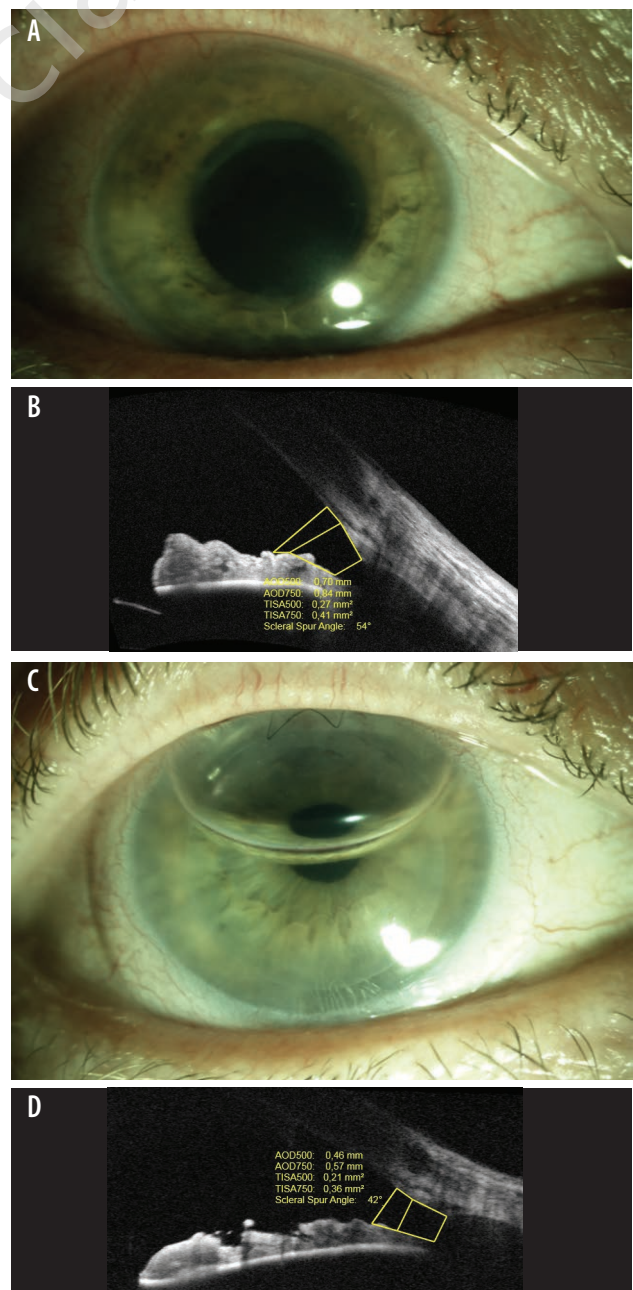 A
B
AOD500: 0,70 mm
AOD750: 0,84 mm
TISA500: 0,27 mm²
TISA750: 0,41 mm²
Scleral Spur Angle: 54°
C
D
AOD500: 0,46 mm
AOD750: 0,57 mm
TISA500: 0,21 mm²
TISA750: 0,36 mm²
Scleral Spur Angle: 42°